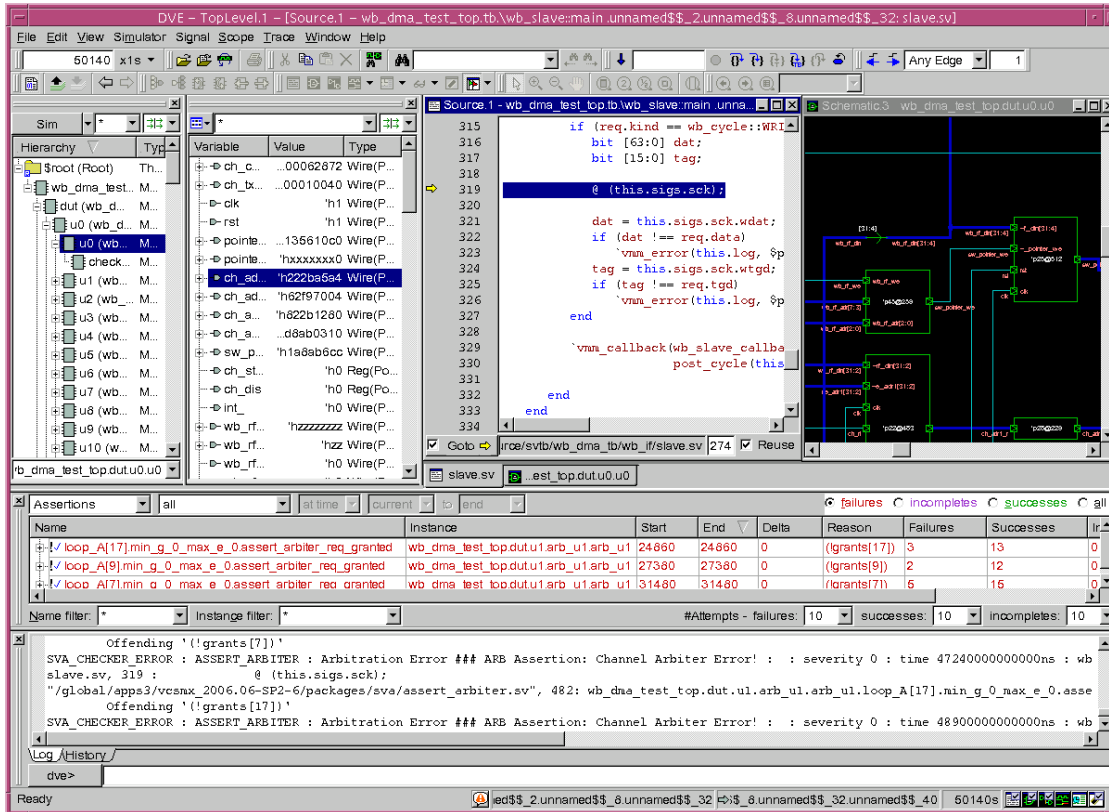 DVE - TopLevel.1 - [Source.1 - wb_dma_test_top.tb.\wb_slave::main .unnamed$$_2.unnamed$$_8.unnamed$$_32: slave.sv]
File Edit View Simulator Signal Scope Trace Window Help
50140 x1s Any Edge 1
Sim * *
Source.1 - wb_dma_test_top.tb.\wb_slave::main .unna...
Schematic.3 wb_dma_test_top.dut.u0.u0
Hierarchy Typ
$root (Root) Th...
wb_dma_test... M...
dut (wb_d... M...
u0 (wb_d... M...
u0 (wb... M...
check... M...
u1 (wb... M...
u2 (wb_... M...
u3 (wb... M...
u4 (wb... M...
u5 (wb... M...
u6 (wb... M...
u7 (wb... M...
u8 (wb... M...
u9 (wb... M...
u10 (w... M...
rb_dma_test_top.dut.u0.u0
Variable Value Type
ch_c... ...00062872 Wire(P...
ch_tx... ...00010040 Wire(P...
clk 'h1 Wire(P...
rst 'h1 Wire(P...
pointe... ...135610c0 Wire(P...
pointe... 'hxxxxxxx0 Wire(P...
ch_ad... 'h222ba5a4 Wire(P...
ch_ad... 'h62f97004 Wire(P...
ch_a... 'h822b1280 Wire(P...
ch_a... ...d8ab0310 Wire(P...
sw_p... 'h1a8ab6cc Wire(P...
ch_st... 'h0 Reg(Po...
ch_dis 'h0 Reg(Po...
int_ 'h0 Wire(P...
wb_rf... 'hzzzzzzzz Wire(P...
wb_rf... 'hzz Wire(P...
wb_rf... 'h0 Wire(P...
315 if (req.kind == wb_cycle::WRI
316 bit [63:0] dat;
317 bit [15:0] tag;
318
319 @ (this.sigs.sck);
320
321 dat = this.sigs.sck.wdat;
322 if (dat !== req.data)
323 `vmm_error(this.log, $p
324 tag = this.sigs.sck.wtgd;
325 if (tag !== req.tgd)
326 `vmm_error(this.log, $p
327 end
328
329 `vmm_callback(wb_slave_callba
330 post_cycle(this
331
332 end
333 end
334
Goto irce/svtb/wb_dma_tb/wb_if/slave.sv 274 Reuse
slave.sv ...est_top.dut.u0.u0
[31:4]
wb_rf_din wb_rf_din[31:4] wb_rf_din[31:4]
wb_rf_we
sw_pointer_we
rst
clk
Assertions all at time current to end failures incompletes successes all
Name Instance Start End Delta Reason Failures Successes
loop_A[17].min_g_0_max_e_0.assert_arbiter_req_granted wb_dma_test_top.dut.u1.arb_u1.arb_u1 24860 24860 0 (!grants[17]) 3 13 0
loop_A[9].min_g_0_max_e_0.assert_arbiter_req_granted wb_dma_test_top.dut.u1.arb_u1.arb_u1 27380 27380 0 (!grants[9]) 2 12 0
loop_A[7].min_g_0_max_e_0.assert_arbiter_req_granted wb_dma_test_top.dut.u1.arb_u1.arb_u1 31480 31480 0 (!grants[7]) 5 15 0
Name filter: * Instance filter: * #Attempts - failures: 10 successes: 10 incompletes: 10
Offending '(!grants[7])'
SVA_CHECKER_ERROR : ASSERT_ARBITER : Arbitration Error ### ARB Assertion: Channel Arbiter Error! : : severity 0 : time 47240000000000ns : wb
slave.sv, 319 : @ (this.sigs.sck);
"/global/apps3/vcsmx_2006.06-SP2-6/packages/sva/assert_arbiter.sv", 482: wb_dma_test_top.dut.u1.arb_u1.arb_u1.loop_A[17].min_g_0_max_e_0.asse
Offending '(!grants[17])'
SVA_CHECKER_ERROR : ASSERT_ARBITER : Arbitration Error ### ARB Assertion: Channel Arbiter Error! : : severity 0 : time 48900000000000ns : wb
Log History
dve>
Ready ed$$_2.unnamed$$_8.unnamed$$_32 $_8.unnamed$$_32.unnamed$$_40 50140s